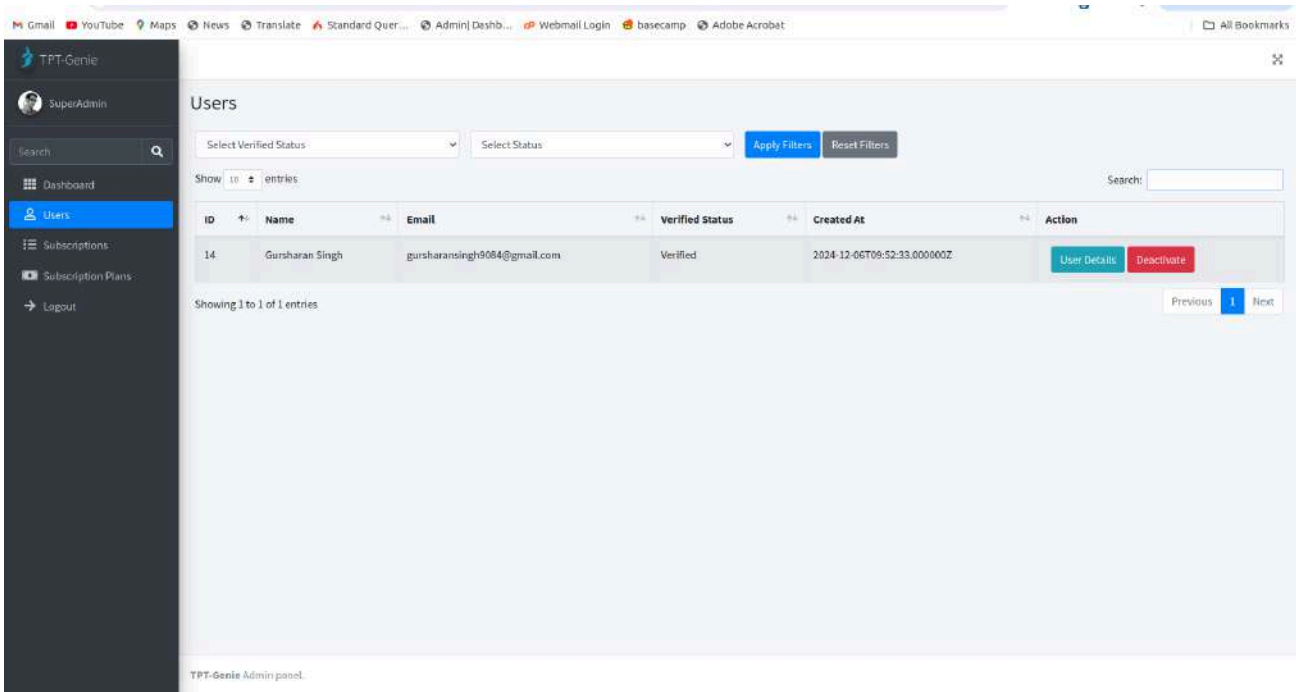 Gmail YouTube Maps News Translate Standard Quer... Admin| Dashb... Webmail Login basecamp Adobe Acrobat All Bookmarks
TPT-Genie
SuperAdmin
Search
Dashboard
Users
Subscriptions
Subscription Plans
Logout
Users
Select Verified Status Select Status Apply Filters Reset Filters
Show 10 entries Search:
ID Name Email Verified Status Created At Action
14 Gursharan Singh gursharansingh9084@gmail.com Verified 2024-12-06T09:52:33.000000Z User Details Deactivate
Showing 1 to 1 of 1 entries Previous 1 Next
TPT-Genie Admin panel.